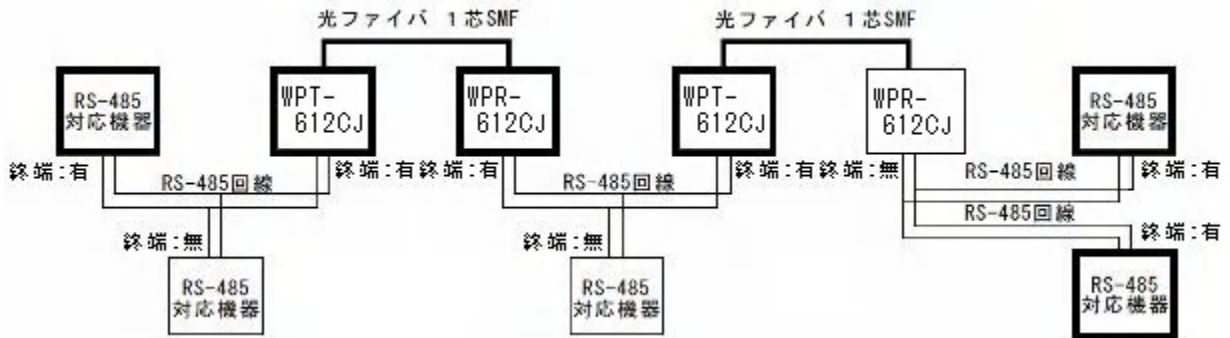 光ファイバ 1芯SMF
光ファイバ 1芯SMF
RS-485
対応機器
WPT-
612CJ
WPR-
612CJ
WPT-
612CJ
WPR-
612CJ
RS-485
対応機器
終端:有
RS-485回線
終端:有
終端:有
RS-485回線
終端:有
終端:無
RS-485回線
RS-485回線
終端:無
終端:無
終端:有
RS-485
対応機器
RS-485
対応機器
RS-485
対応機器